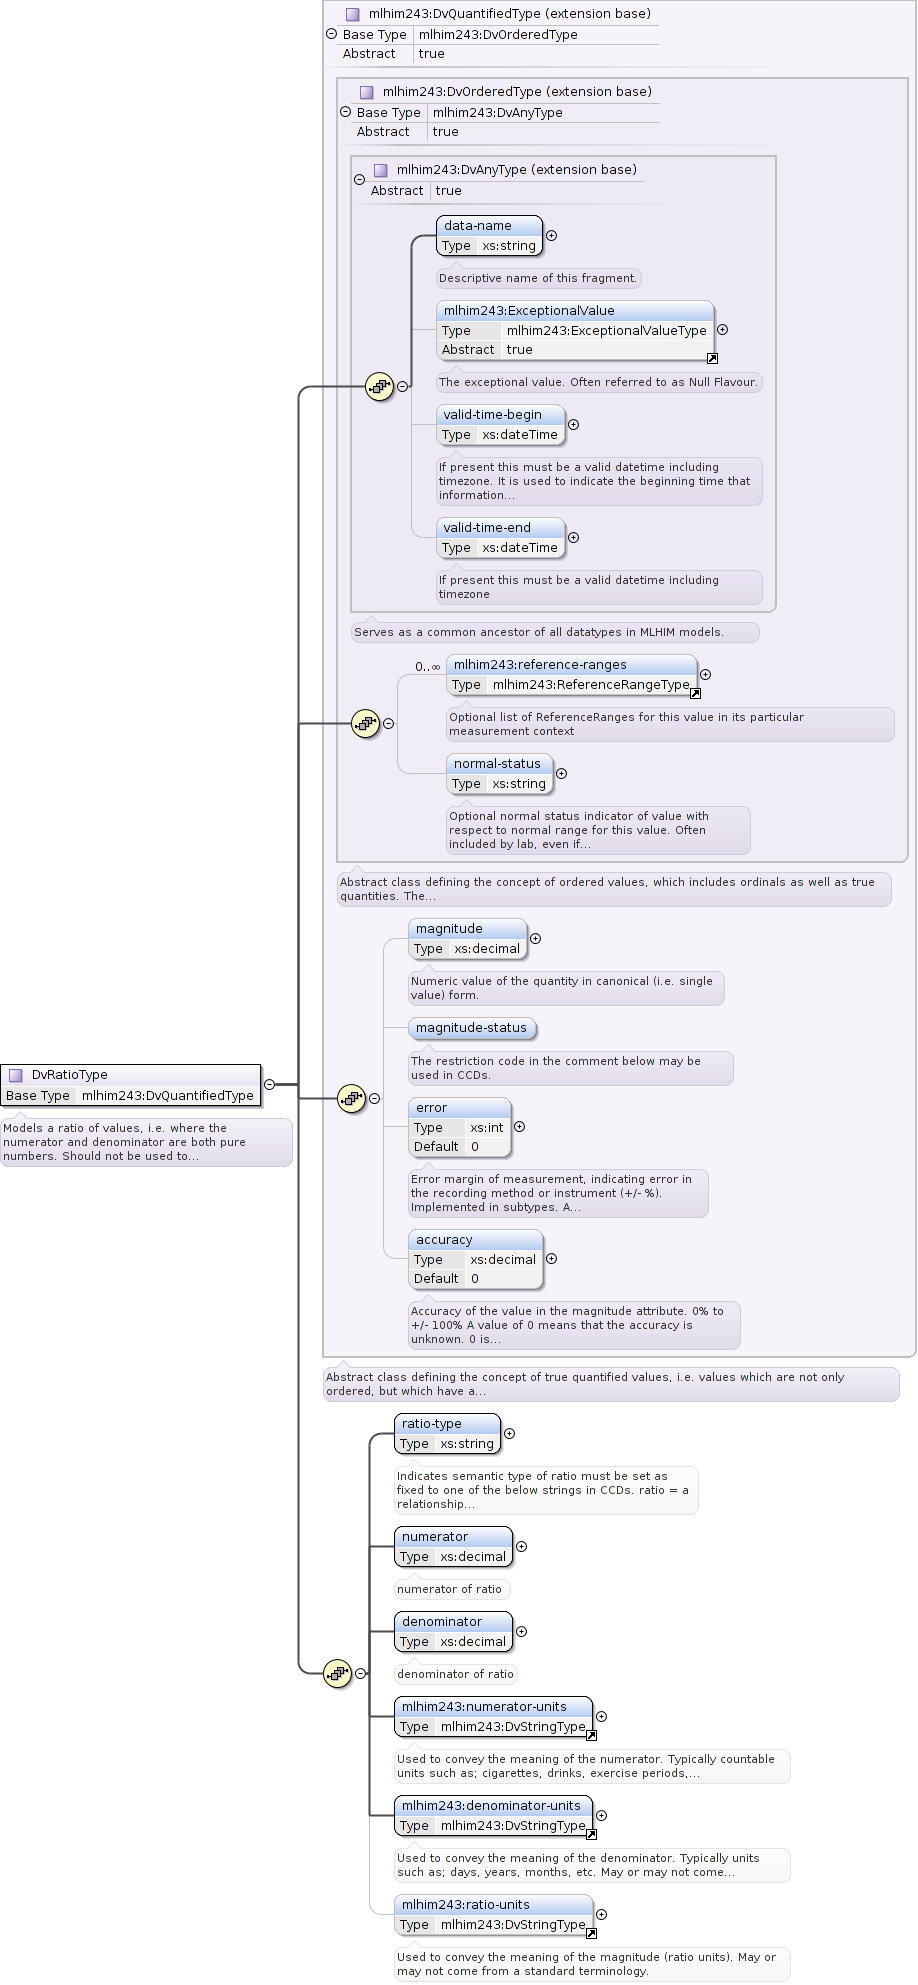 mlhim243:DvQuantifiedType (extension base)
Base Type mlhim243:DvOrderedType
Abstract true
mlhim243:DvOrderedType (extension base)
Base Type mlhim243:DvAnyType
Abstract true
mlhim243:DvAnyType (extension base)
Abstract true
data-name
Type xs:string
Descriptive name of this fragment.
mlhim243:ExceptionalValue
Type mlhim243:ExceptionalValueType
Abstract true
The exceptional value. Often referred to as Null Flavour.
valid-time-begin
Type xs:dateTime
If present this must be a valid datetime including
timezone. It is used to indicate the beginning time that
information...
valid-time-end
Type xs:dateTime
If present this must be a valid datetime including
timezone
Serves as a common ancestor of all datatypes in MLHIM models.
0..∞
mlhim243:reference-ranges
Type mlhim243:ReferenceRangeType
Optional list of ReferenceRanges for this value in its particular
measurement context
normal-status
Type xs:string
Optional normal status indicator of value with
respect to normal range for this value. Often
included by lab, even if...
Abstract class defining the concept of ordered values, which includes ordinals as well as true
quantities. The...
magnitude
Type xs:decimal
Numeric value of the quantity in canonical (i.e. single
value) form.
magnitude-status
The restriction code in the comment below may be
used in CCDs.
DvRatioType
Base Type mlhim243:DvQuantifiedType
Models a ratio of values, i.e. where the
numerator and denominator are both pure
numbers. Should not be used to...
error
Type xs:int
Default 0
Error margin of measurement, indicating error in
the recording method or instrument (+/- %).
Implemented in subtypes. A...
accuracy
Type xs:decimal
Default 0
Accuracy of the value in the magnitude attribute. 0% to
+/- 100% A value of 0 means that the accuracy is
unknown. 0 is...
Abstract class defining the concept of true quantified values, i.e. values which are not only
ordered, but which have a...
ratio-type
Type xs:string
Indicates semantic type of ratio must be set as
fixed to one of the below strings in CCDs. ratio = a
relationship...
numerator
Type xs:decimal
numerator of ratio
denominator
Type xs:decimal
denominator of ratio
mlhim243:numerator-units
Type mlhim243:DvStringType
Used to convey the meaning of the numerator. Typically countable
units such as; cigarettes, drinks, exercise periods,...
mlhim243:denominator-units
Type mlhim243:DvStringType
Used to convey the meaning of the denominator. Typically units
such as; days, years, months, etc. May or may not come...
mlhim243:ratio-units
Type mlhim243:DvStringType
Used to convey the meaning of the magnitude (ratio units). May or
may not come from a standard terminology.